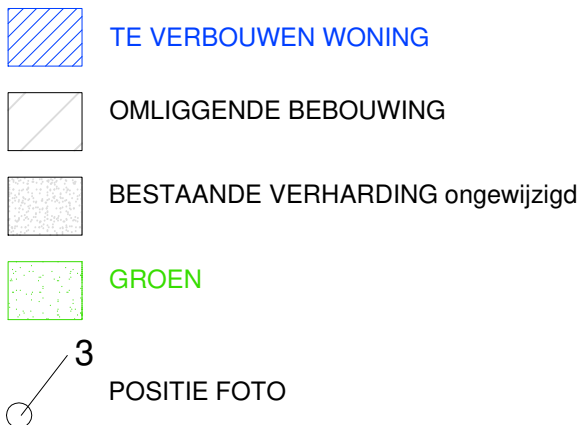 TE VERBOUWEN WONING
OMLIGGENDE BEBOUWING
BESTAANDE VERHARDING ongewijzigd
GROEN
3
POSITIE FOTO